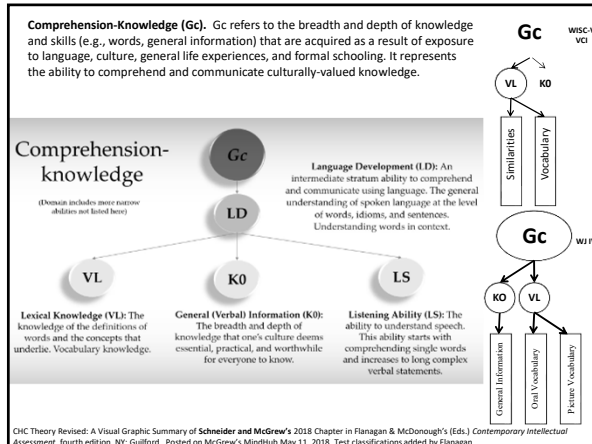 Comprehension-Knowledge (Gc). Gc refers to the breadth and depth of knowledge
and skills (e.g., words, general information) that are acquired as a result of exposure
to language, culture, general life experiences, and formal schooling. It represents
the ability to comprehend and communicate culturally-valued knowledge.
Comprehension-
knowledge
(Domain includes more narrow
abilities not listed here)
Gc
LD
Language Development (LD): An
intermediate stratum ability to comprehend
and communicate using language. The general
understanding of spoken language at the level
of words, idioms, and sentences.
Understanding words in context.
VL
K0
LS
Lexical Knowledge (VL): The
knowledge of the definitions of
words and the concepts that
underlie. Vocabulary knowledge.
General (Verbal) Information (K0):
The breadth and depth of
knowledge that one's culture deems
essential, practical, and worthwhile
for everyone to know.
Listening Ability (LS): The
ability to understand speech.
This ability starts with
comprehending single words
and increases to long complex
verbal statements.
Gc
WISC-V
VCI
VL
K0
Similarities
Vocabulary
Gc
WJ IV
KO
VL
General Information
Oral Vocabulary
Picture Vocabulary
CHC Theory Revised: A Visual Graphic Summary of Schneider and McGrew's 2018 Chapter in Flanagan & McDonough's (Eds.) Contemporary Intellectual
Assessment, fourth edition, NY: Guilford. Posted on McGrew's MindHub May 11, 2018. Test classifications added by Flanagan